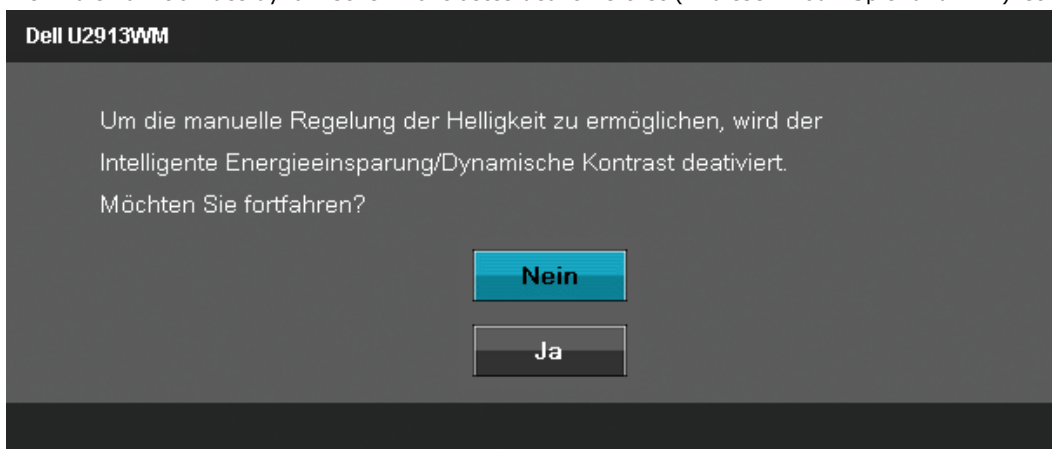 Dell U2913WM
Um die manuelle Regelung der Helligkeit zu ermöglichen, wird der
Intelligente Energieeinsparung/Dynamische Kontrast deativiert.
Möchten Sie fortfahren?
Nein
Ja